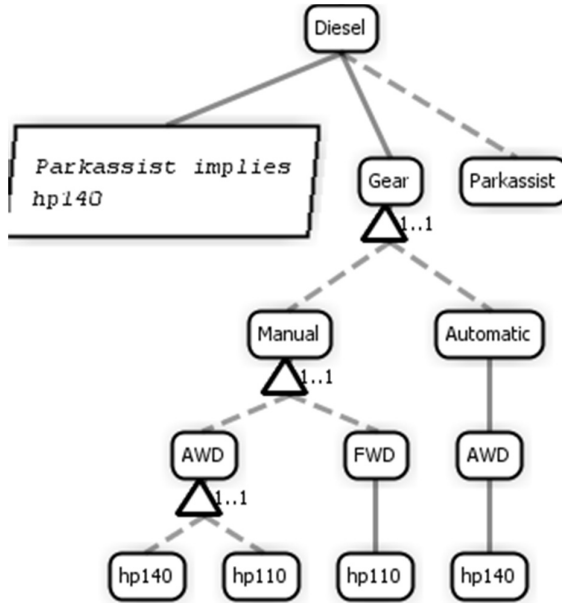 Diesel
Parkassist implies
hp140
Gear
Parkassist
1..1
Manual
Automatic
1..1
AWD
FWD
AWD
1..1
hp140
hp110
hp110
hp140